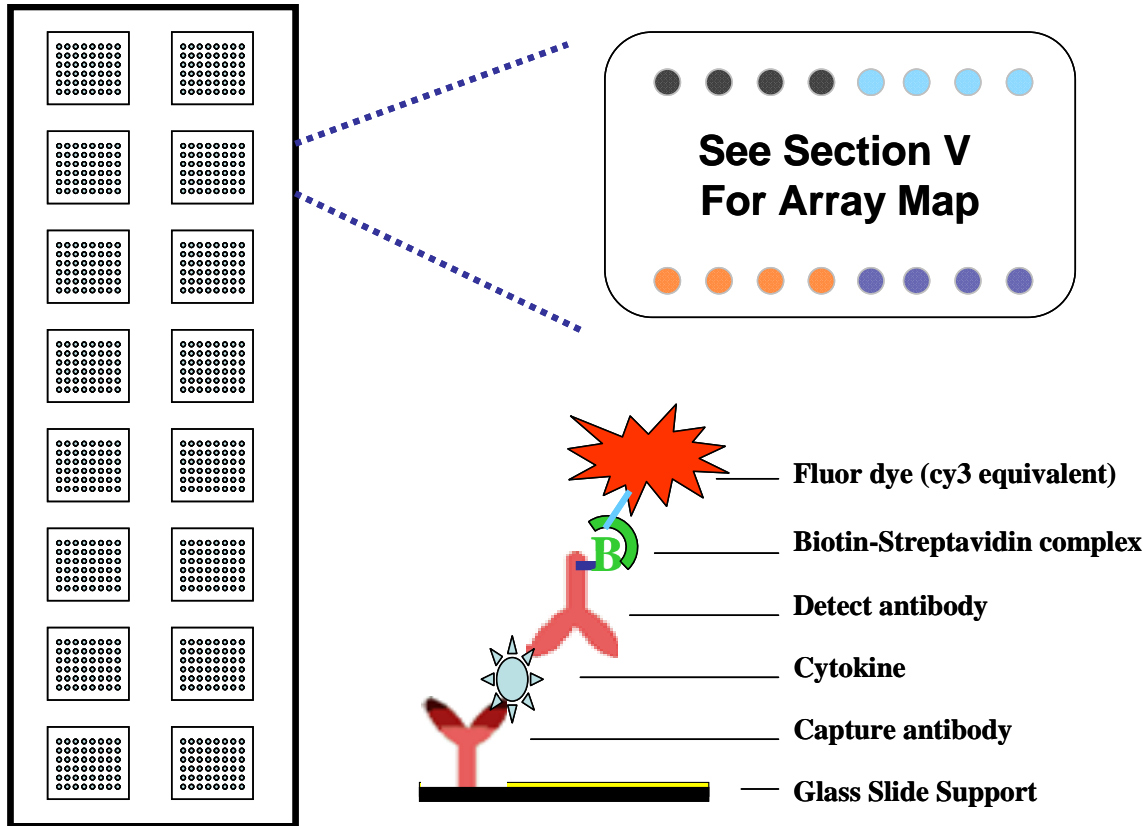 See Section V
For Array Map
Fluor dye (cy3 equivalent)
B
Biotin-Streptavidin complex
Detect antibody
Cytokine
Capture antibody
Glass Slide Support